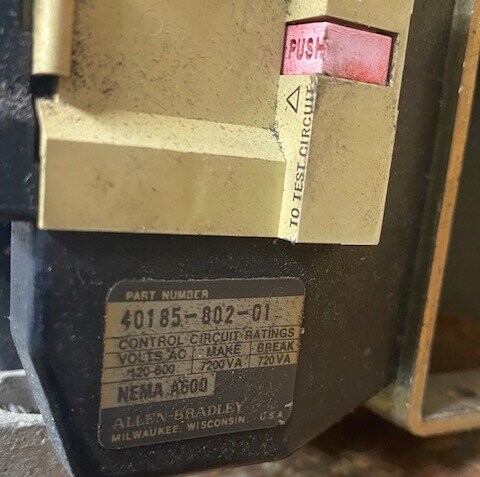 PUSH
△
TO TEST CIRCUIT
PART NUMBER
40185-802-01
CONTROL CIRCUIT RATINGS
VOLTS AC MAKE BREAK
120-600 7200VA 720VA
NEMA A600
ALLEN-BRADLEY
MILWAUKEE, WISCONSIN U.S.A.